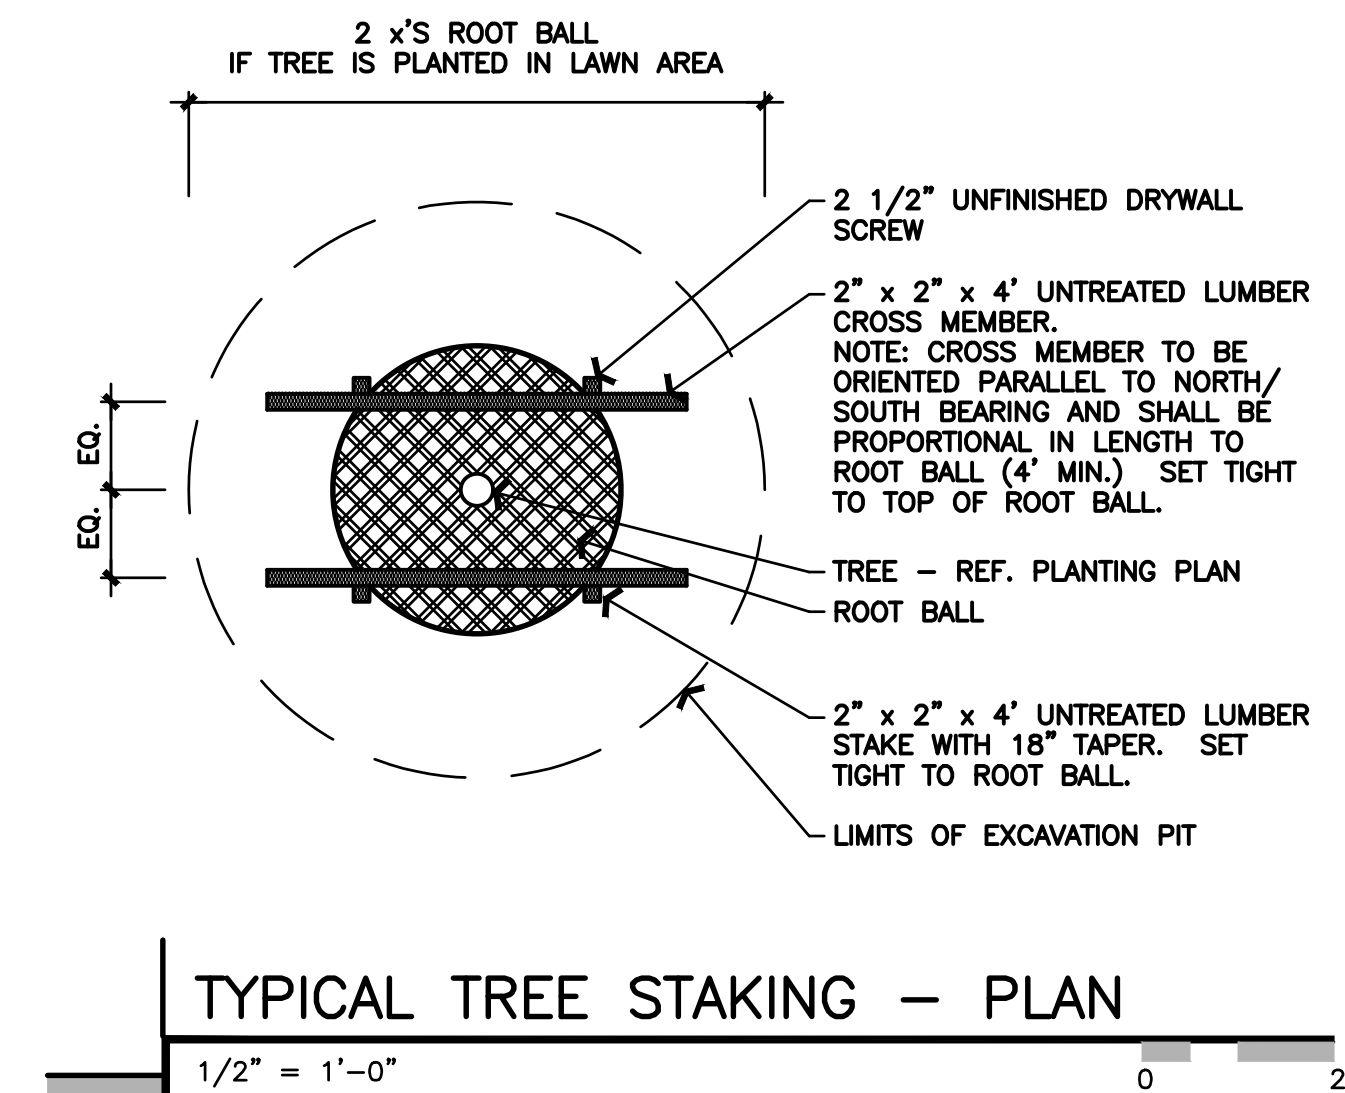 2 x'S ROOT BALL
IF TREE IS PLANTED IN LAWN AREA
2 1/2" UNFINISHED DRYWALL
SCREW
2" x 2" x 4' UNTREATED LUMBER
CROSS MEMBER.
NOTE: CROSS MEMBER TO BE
ORIENTED PARALLEL TO NORTH/
SOUTH BEARING AND SHALL BE
PROPORTIONAL IN LENGTH TO
ROOT BALL (4' MIN.) SET TIGHT
TO TOP OF ROOT BALL.
EQ.
EQ.
TREE – REF. PLANTING PLAN
ROOT BALL
2" x 2" x 4' UNTREATED LUMBER
STAKE WITH 18" TAPER. SET
TIGHT TO ROOT BALL.
LIMITS OF EXCAVATION PIT
TYPICAL TREE STAKING – PLAN
1/2" = 1'–0"
0 2